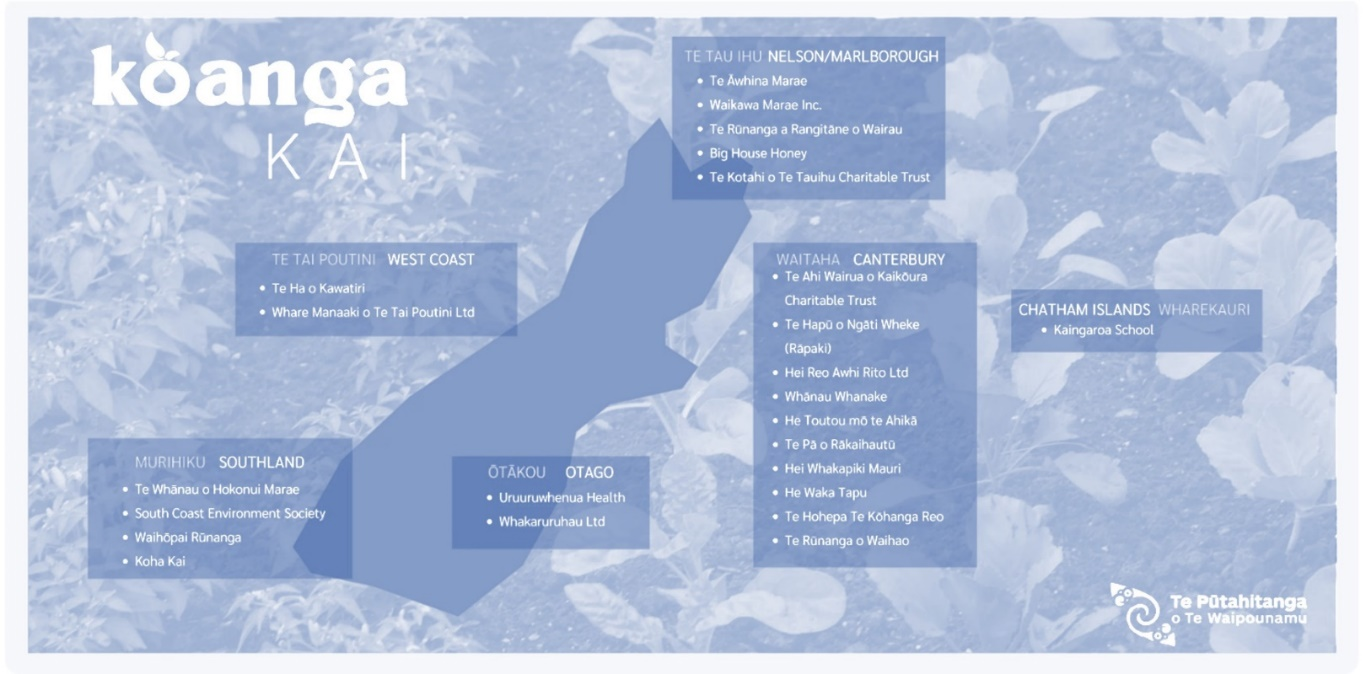 kōanga
KAI
TE TAU IHU NELSON/MARLBOROUGH
• Te Āwhina Marae
• Waikawa Marae Inc.
• Te Rūnanga a Rangitāne o Wairau
• Big House Honey
• Te Kotahi o Te Tauihu Charitable Trust
TE TAI POUTINI WEST COAST
• Te Ha o Kawatiri
• Whare Manaaki o Te Tai Poutini Ltd
WAITAHA CANTERBURY
• Te Ahi Wairua o Kaikōura
Charitable Trust
• Te Hapū o Ngāti Wheke
(Rāpaki)
• Hei Reo Awhi Rito Ltd
• Whānau Whanake
• He Toutou mō te Ahikā
• Te Pā o Rākaihautū
• Hei Whakapiki Mauri
• He Waka Tapu
• Te Hohepa Te Kōhanga Reo
• Te Rūnanga o Waihao
CHATHAM ISLANDS WHAREKAURI
• Kaingaroa School
MURIHIKU SOUTHLAND
• Te Whānau o Hokonui Marae
• South Coast Environment Society
• Waihōpai Rūnanga
• Koha Kai
ŌTĀKOU OTAGO
• Uruuruwhenua Health
• Whakaruruhau Ltd
Te Pūtahitanga
o Te Waipounamu